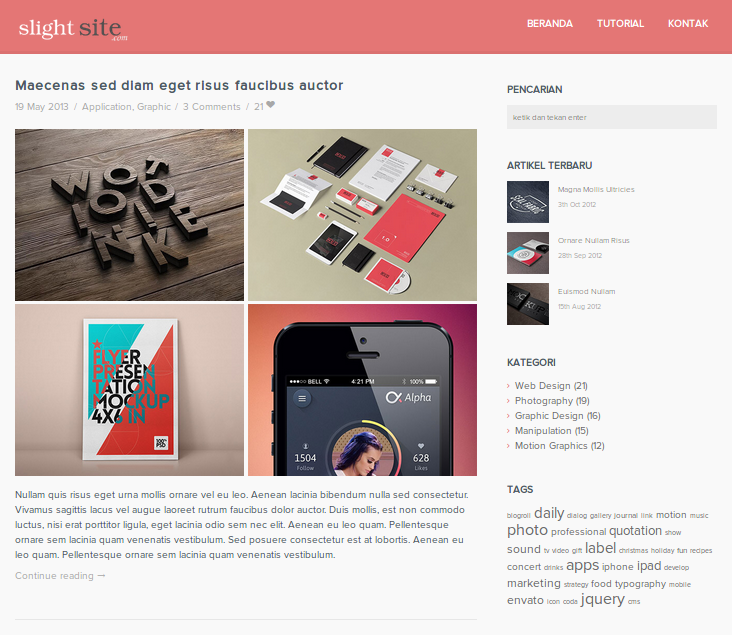 slight site
.com
BERANDA TUTORIAL KONTAK
Maecenas sed diam eget risus faucibus auctor
19 May 2013 / Application, Graphic / 3 Comments / 21
WOT
IOD
INLD
INKE
FLYER
PRESEN
TATION
MOCKUP
4X6 IN
BELL 4:21 PM 100%
Alpha
1504
Follow
628
Likes
Nullam quis risus eget urna mollis ornare vel eu leo. Aenean lacinia bibendum nulla sed consectetur.
Vivamus sagittis lacus vel augue laoreet rutrum faucibus dolor auctor. Duis mollis, est non commodo
luctus, nisi erat porttitor ligula, eget lacinia odio sem nec elit. Aenean eu leo quam. Pellentesque
ornare sem lacinia quam venenatis vestibulum. Sed posuere consectetur est at lobortis. Aenean eu
leo quam. Pellentesque ornare sem lacinia quam venenatis vestibulum.
Continue reading →
PENCARIAN
ketik dan tekan enter
ARTIKEL TERBARU
Magna Mollis Ultricies
3th Oct 2012
Ornare Nullam Risus
28th Sep 2012
Euismod Nullam
15th Aug 2012
KATEGORI
› Web Design (21)
› Photography (19)
› Graphic Design (16)
› Manipulation (15)
› Motion Graphics (12)
TAGS
blogroll daily dialog gallery journal link motion music
photo professional quotation show
sound tv video gift label christmas holiday fun recipes
concert drinks apps iphone ipad develop
marketing strategy food typography mobile
envato icon coda jquery cms